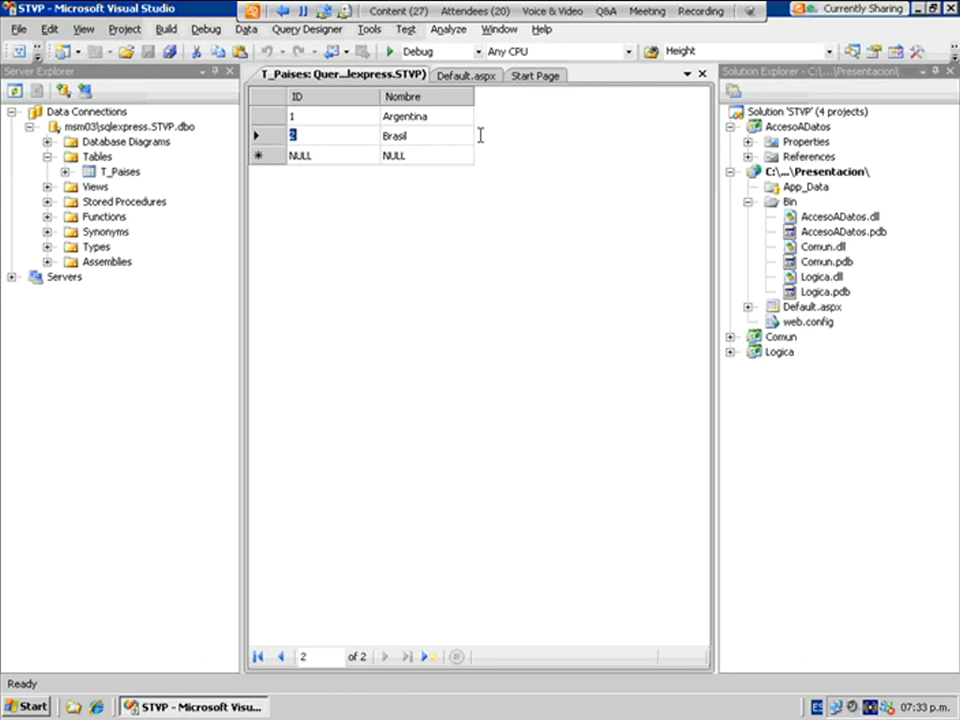 STVP - Microsoft Visual Studio
Content (27) Attendees (20) Voice & Video Q&A Meeting Recording
Currently Sharing
File Edit View Project Build Debug Data Query Designer Tools Test Analyze Window Help
Debug Any CPU Height
Server Explorer
Data Connections
msm03\sqlexpress.STVP.dbo
Database Diagrams
Tables
T_Paises
Views
Stored Procedures
Functions
Synonyms
Types
Assemblies
Servers
T_Paises: Quer...lexpress.STVP) Default.aspx Start Page
ID Nombre
1 Argentina
2 Brasil
NULL NULL
2 of 2
Solution Explorer - C:\...\Presentacion\
Solution 'STVP' (4 projects)
AccesoADatos
Properties
References
C:\...\Presentacion\
App_Data
Bin
AccesoADatos.dll
AccesoADatos.pdb
Comun.dll
Comun.pdb
Logica.dll
Logica.pdb
Default.aspx
web.config
Comun
Logica
Ready
Start STVP - Microsoft Visu... ES 07:33 p.m.